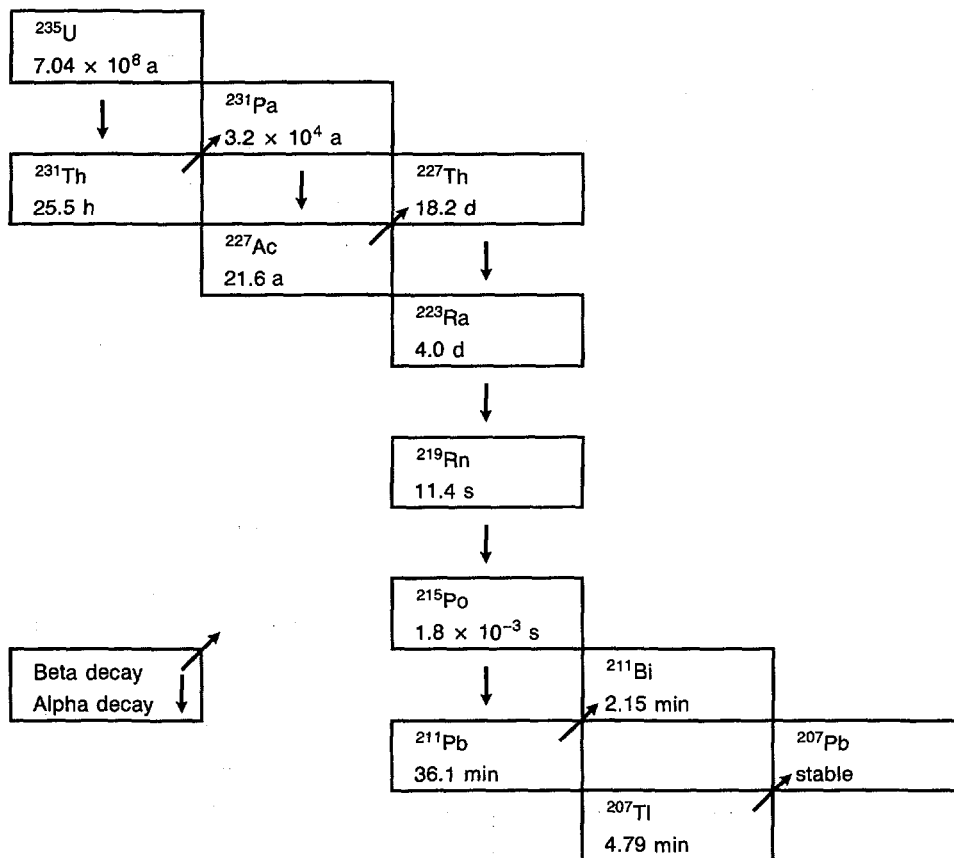 ²³⁵U
7.04 × 10⁸ a
²³¹Pa
3.2 × 10⁴ a
²³¹Th
25.5 h
²²⁷Th
18.2 d
²²⁷Ac
21.6 a
²²³Ra
4.0 d
²¹⁹Rn
11.4 s
²¹⁵Po
1.8 × 10⁻³ s
Beta decay
Alpha decay
²¹¹Bi
2.15 min
²¹¹Pb
36.1 min
²⁰⁷Pb
stable
²⁰⁷Tl
4.79 min